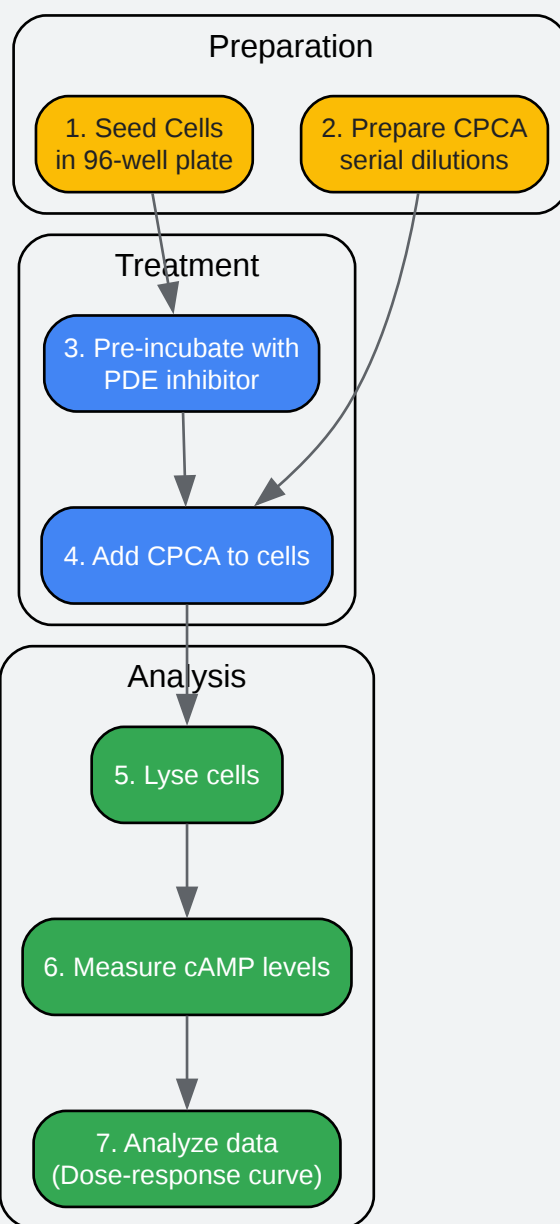 Preparation
1. Seed Cells
in 96-well plate
2. Prepare CPCA
serial dilutions
Treatment
3. Pre-incubate with
PDE inhibitor
4. Add CPCA to cells
Analysis
5. Lyse cells
6. Measure cAMP levels
7. Analyze data
(Dose-response curve)